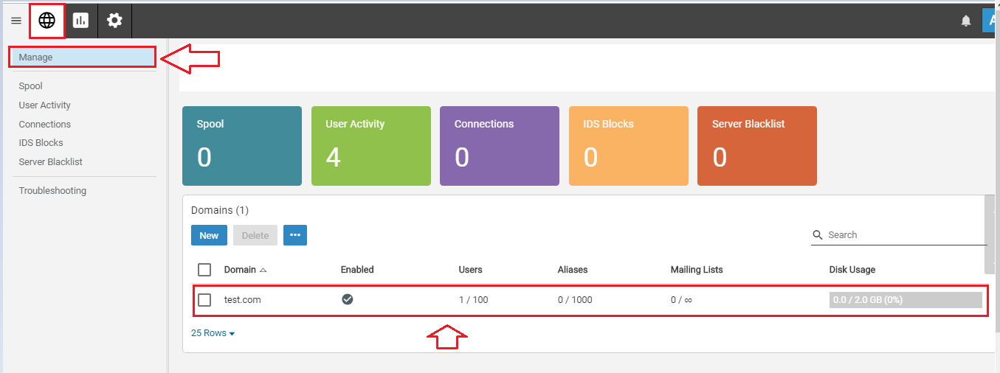 A
Manage
Spool
User Activity
Connections
IDS Blocks
Server Blacklist
Troubleshooting
Spool User Activity Connections IDS Blocks Server Blacklist
0 4 0 0 0
Domains (1)
New Delete ••• Search
Domain Enabled Users Aliases Mailing Lists Disk Usage
test.com 1 / 100 0 / 1000 0 / ∞ 0.0 / 2.0 GB (0%)
25 Rows